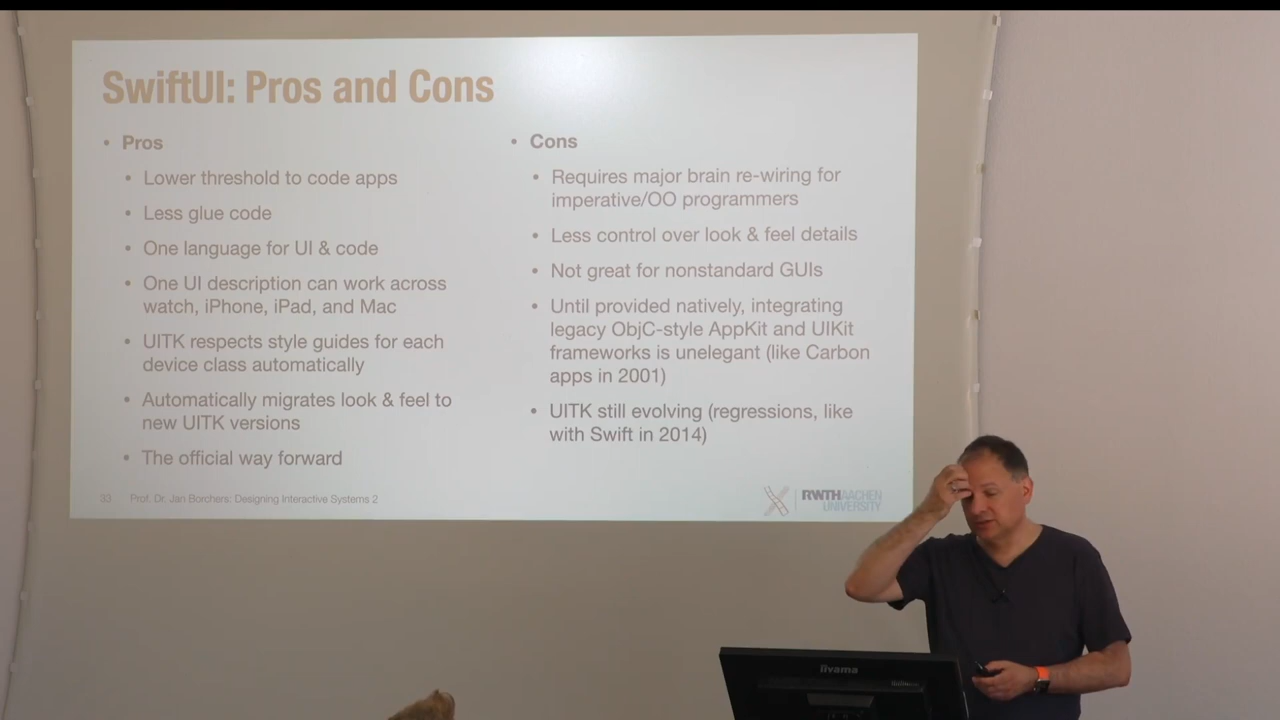 SwiftUI: Pros and Cons
• Pros
• Lower threshold to code apps
• Less glue code
• One language for UI & code
• One UI description can work across
watch, iPhone, iPad, and Mac
• UITK respects style guides for each
device class automatically
• Automatically migrates look & feel to
new UITK versions
• The official way forward
• Cons
• Requires major brain re-wiring for
imperative/OO programmers
• Less control over look & feel details
• Not great for nonstandard GUIs
• Until provided natively, integrating
legacy ObjC-style AppKit and UIKit
frameworks is unelegant (like Carbon
apps in 2001)
• UITK still evolving (regressions, like
with Swift in 2014)
33 Prof. Dr. Jan Borchers: Designing Interactive Systems 2
RWTHAACHEN
UNIVERSITY
iiyama